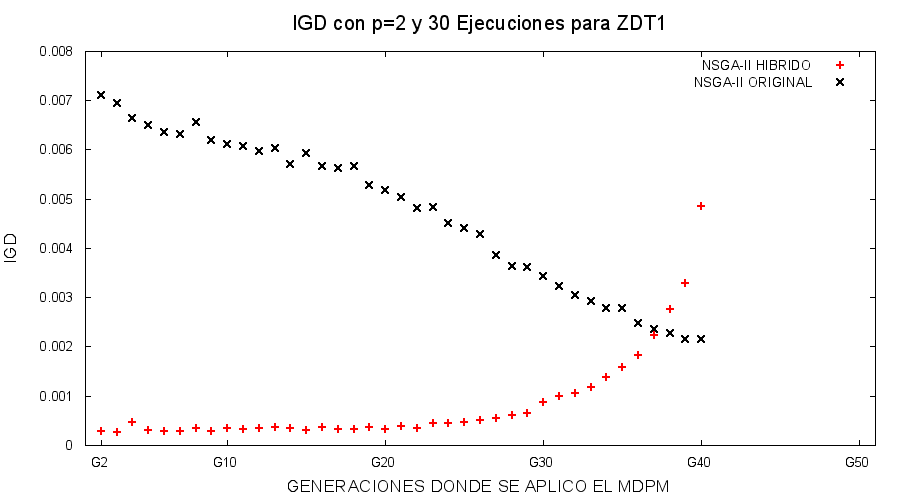 IGD con p=2 y 30 Ejecuciones para ZDT1
NSGA-II HIBRIDO
NSGA-II ORIGINAL
0.008
0.007
0.006
0.005
0.004
0.003
0.002
0.001
0
IGD
G2 G10 G20 G30 G40 G50
GENERACIONES DONDE SE APLICO EL MDPM